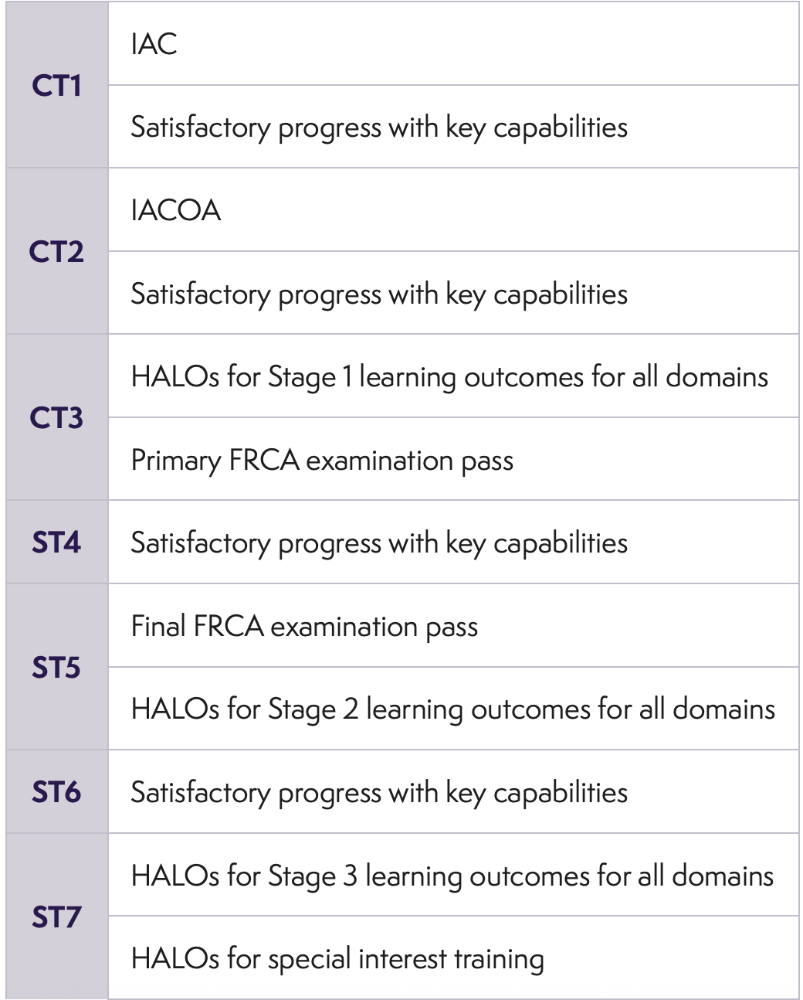 CT1
IAC
Satisfactory progress with key capabilities
CT2
IACOA
Satisfactory progress with key capabilities
CT3
HALOs for Stage 1 learning outcomes for all domains
Primary FRCA examination pass
ST4
Satisfactory progress with key capabilities
ST5
Final FRCA examination pass
HALOs for Stage 2 learning outcomes for all domains
ST6
Satisfactory progress with key capabilities
ST7
HALOs for Stage 3 learning outcomes for all domains
HALOs for special interest training